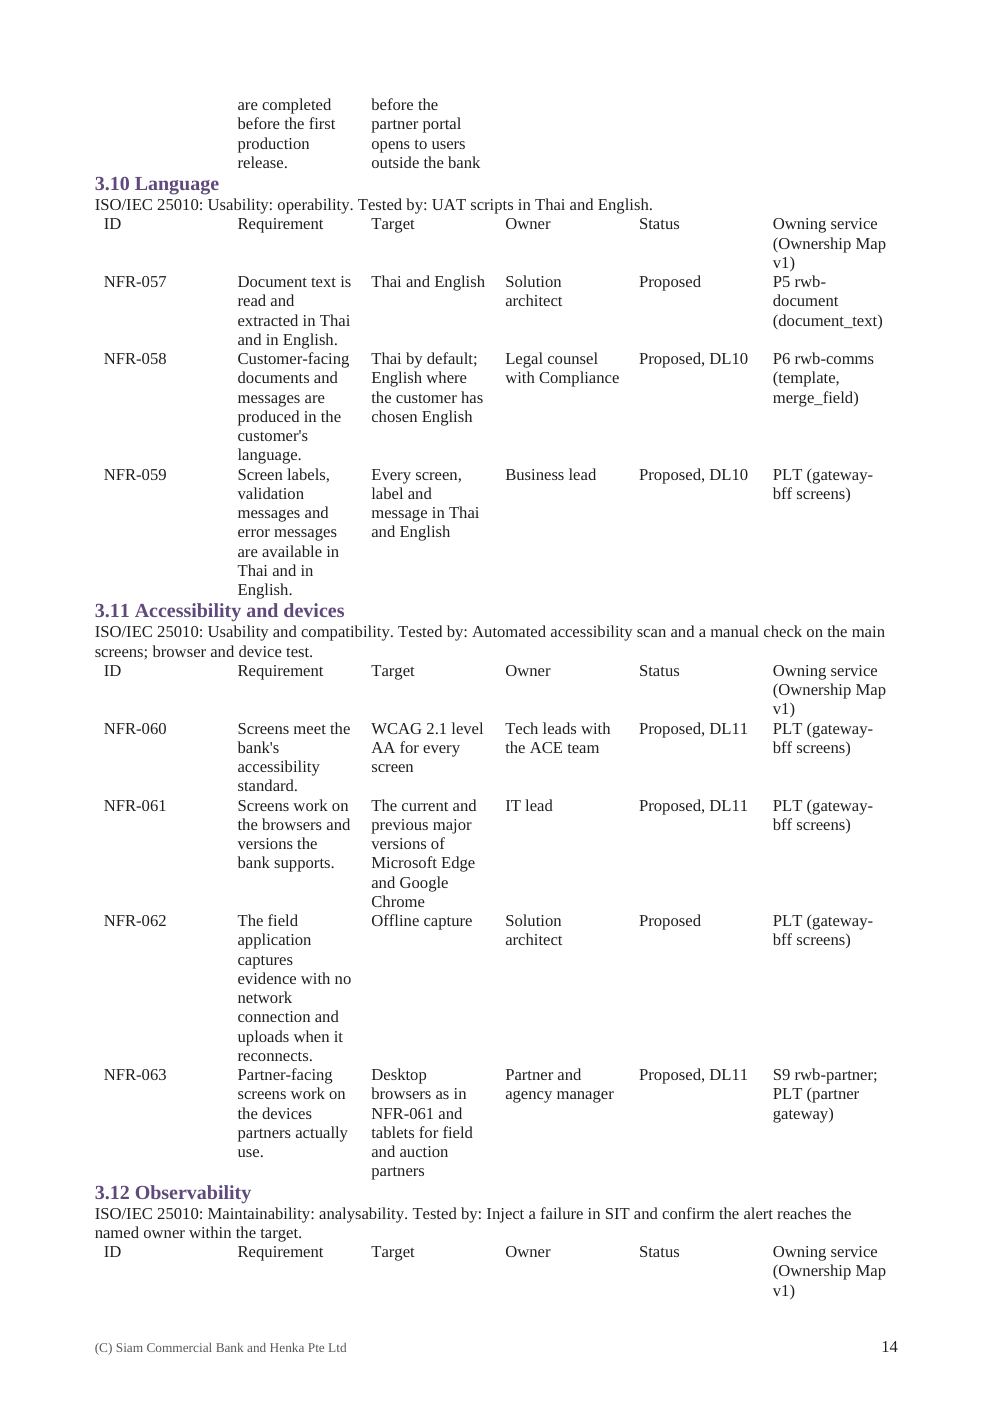 are completed before the first production release.
before the partner portal opens to users outside the bank
3.10 Language
ISO/IEC 25010: Usability: operability. Tested by: UAT scripts in Thai and English.
ID Requirement Target Owner Status Owning service (Ownership Map v1)
NFR-057 Document text is read and extracted in Thai and in English. Thai and English Solution architect Proposed P5 rwb-document (document_text)
NFR-058 Customer-facing documents and messages are produced in the customer's language. Thai by default; English where the customer has chosen English Legal counsel with Compliance Proposed, DL10 P6 rwb-comms (template, merge_field)
NFR-059 Screen labels, validation messages and error messages are available in Thai and in English. Every screen, label and message in Thai and English Business lead Proposed, DL10 PLT (gateway-bff screens)
3.11 Accessibility and devices
ISO/IEC 25010: Usability and compatibility. Tested by: Automated accessibility scan and a manual check on the main
screens; browser and device test.
ID Requirement Target Owner Status Owning service (Ownership Map v1)
NFR-060 Screens meet the bank's accessibility standard. WCAG 2.1 level AA for every screen Tech leads with the ACE team Proposed, DL11 PLT (gateway-bff screens)
NFR-061 Screens work on the browsers and versions the bank supports. The current and previous major versions of Microsoft Edge and Google Chrome IT lead Proposed, DL11 PLT (gateway-bff screens)
NFR-062 The field application captures evidence with no network connection and uploads when it reconnects. Offline capture Solution architect Proposed PLT (gateway-bff screens)
NFR-063 Partner-facing screens work on the devices partners actually use. Desktop browsers as in NFR-061 and tablets for field and auction partners Partner and agency manager Proposed, DL11 S9 rwb-partner; PLT (partner gateway)
3.12 Observability
ISO/IEC 25010: Maintainability: analysability. Tested by: Inject a failure in SIT and confirm the alert reaches the
named owner within the target.
ID Requirement Target Owner Status Owning service (Ownership Map v1)
(C) Siam Commercial Bank and Henka Pte Ltd
14